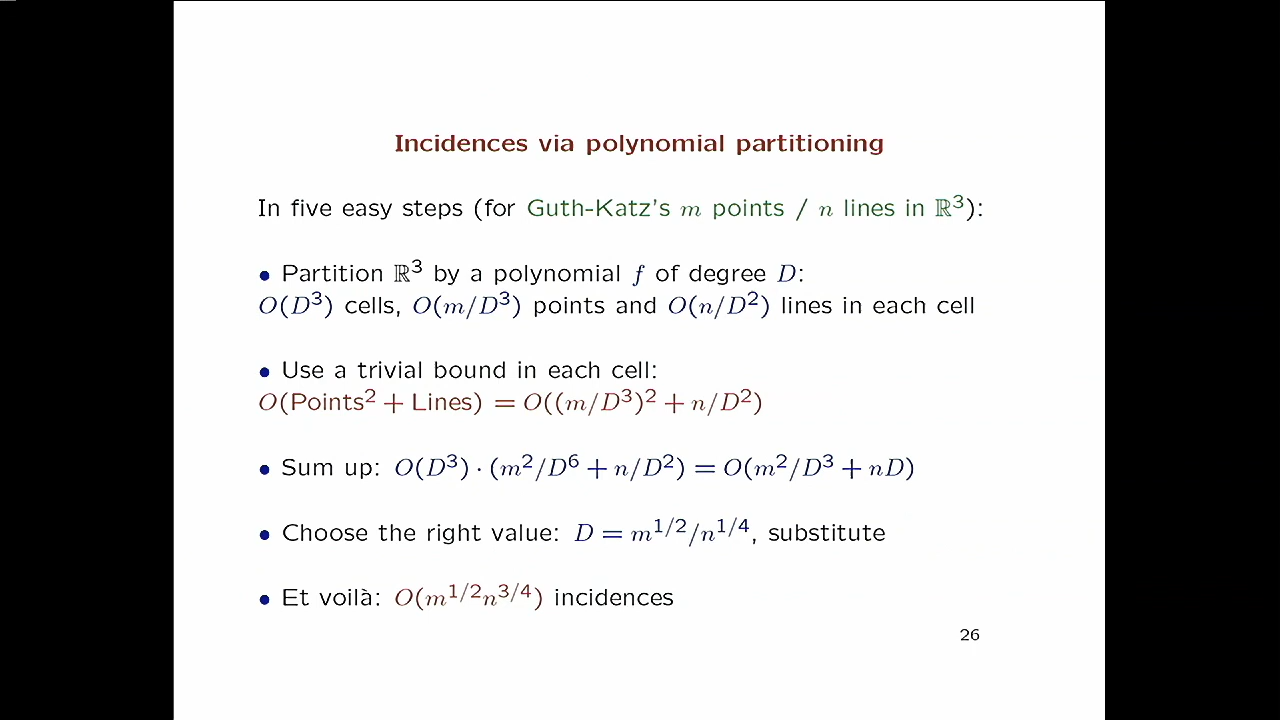 Incidences via polynomial partitioning
In five easy steps (for Guth-Katz's m points / n lines in ℝ³):
• Partition ℝ³ by a polynomial f of degree D:
O(D³) cells, O(m/D³) points and O(n/D²) lines in each cell
• Use a trivial bound in each cell:
O(Points² + Lines) = O((m/D³)² + n/D²)
• Sum up: O(D³) · (m²/D⁶ + n/D²) = O(m²/D³ + nD)
• Choose the right value: D = m^{1/2}/n^{1/4}, substitute
• Et voilà: O(m^{1/2}n^{3/4}) incidences
26